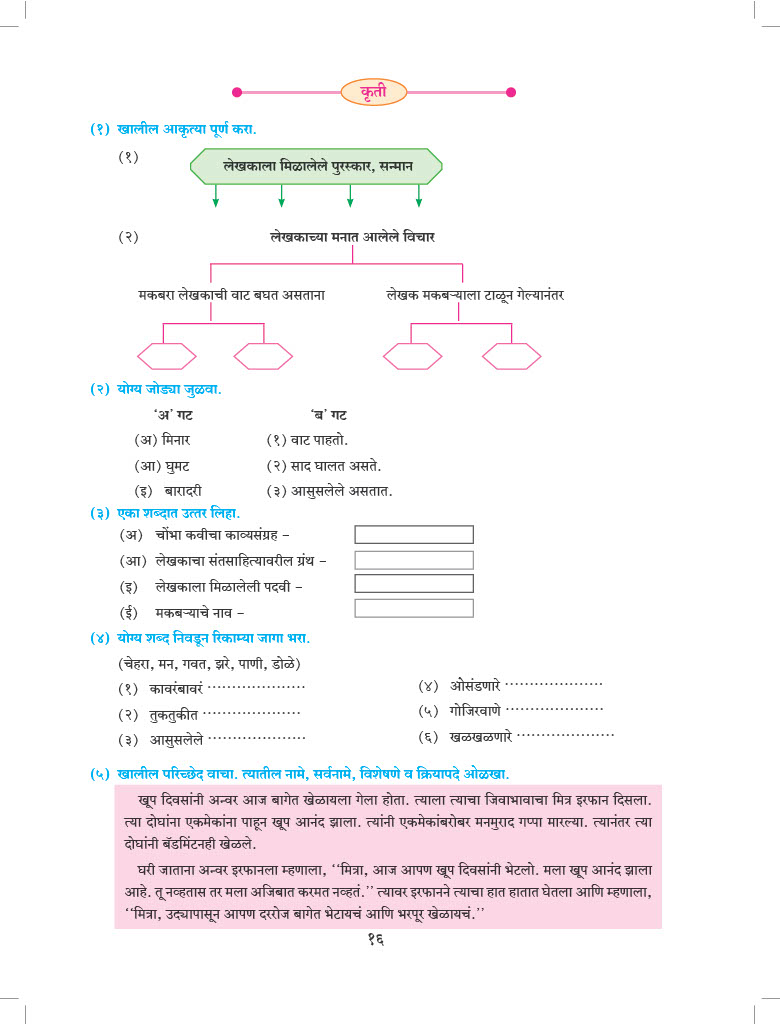 कृती
(१) खालील आकृत्या पूर्ण करा.
(१)
लेखकाला मिळालेले पुरस्कार, सन्मान
(२)
लेखकाच्या मनात आलेले विचार
मकबरा लेखकाची वाट बघत असताना
लेखक मकबऱ्याला टाळून गेल्यानंतर
(२) योग्य जोड्या जुळवा.
‘अ’ गट ‘ब’ गट
(अ) मिनार (१) वाट पाहतो.
(आ) घुमट (२) साद घालत असते.
(इ) बारादरी (३) आसुसलेले असतात.
(३) एका शब्दात उत्तर लिहा.
(अ) चोंभा कवीचा काव्यसंग्रह –
(आ) लेखकाचा संतसाहित्यावरील ग्रंथ –
(इ) लेखकाला मिळालेली पदवी –
(ई) मकबऱ्याचे नाव –
(४) योग्य शब्द निवडून रिकाम्या जागा भरा.
(चेहरा, मन, गवत, झरे, पाणी, डोळे)
(१) कावरंबावरं ....................
(२) तुकतुकीत ....................
(३) आसुसलेले ....................
(४) ओसंडणारे ....................
(५) गोजिरवाणे ....................
(६) खळखळणारे ....................
(५) खालील परिच्छेद वाचा. त्यातील नामे, सर्वनामे, विशेषणे व क्रियापदे ओळखा.
खूप दिवसांनी अन्वर आज बागेत खेळायला गेला होता. त्याला त्याचा जिवाभावाचा मित्र इरफान दिसला.
त्या दोघांना एकमेकांना पाहून खूप आनंद झाला. त्यांनी एकमेकांबरोबर मनमुराद गप्पा मारल्या. त्यानंतर त्या
दोघांनी बॅडमिंटनही खेळले.
घरी जाताना अन्वर इरफानला म्हणाला, ‘‘मित्रा, आज आपण खूप दिवसांनी भेटलो. मला खूप आनंद झाला
आहे. तू नव्हतास तर मला अजिबात करमत नव्हतं.’’ त्यावर इरफानने त्याचा हात हातात घेतला आणि म्हणाला,
‘‘मित्रा, उद्यापासून आपण दररोज बागेत भेटायचं आणि भरपूर खेळायचं.’’
१६